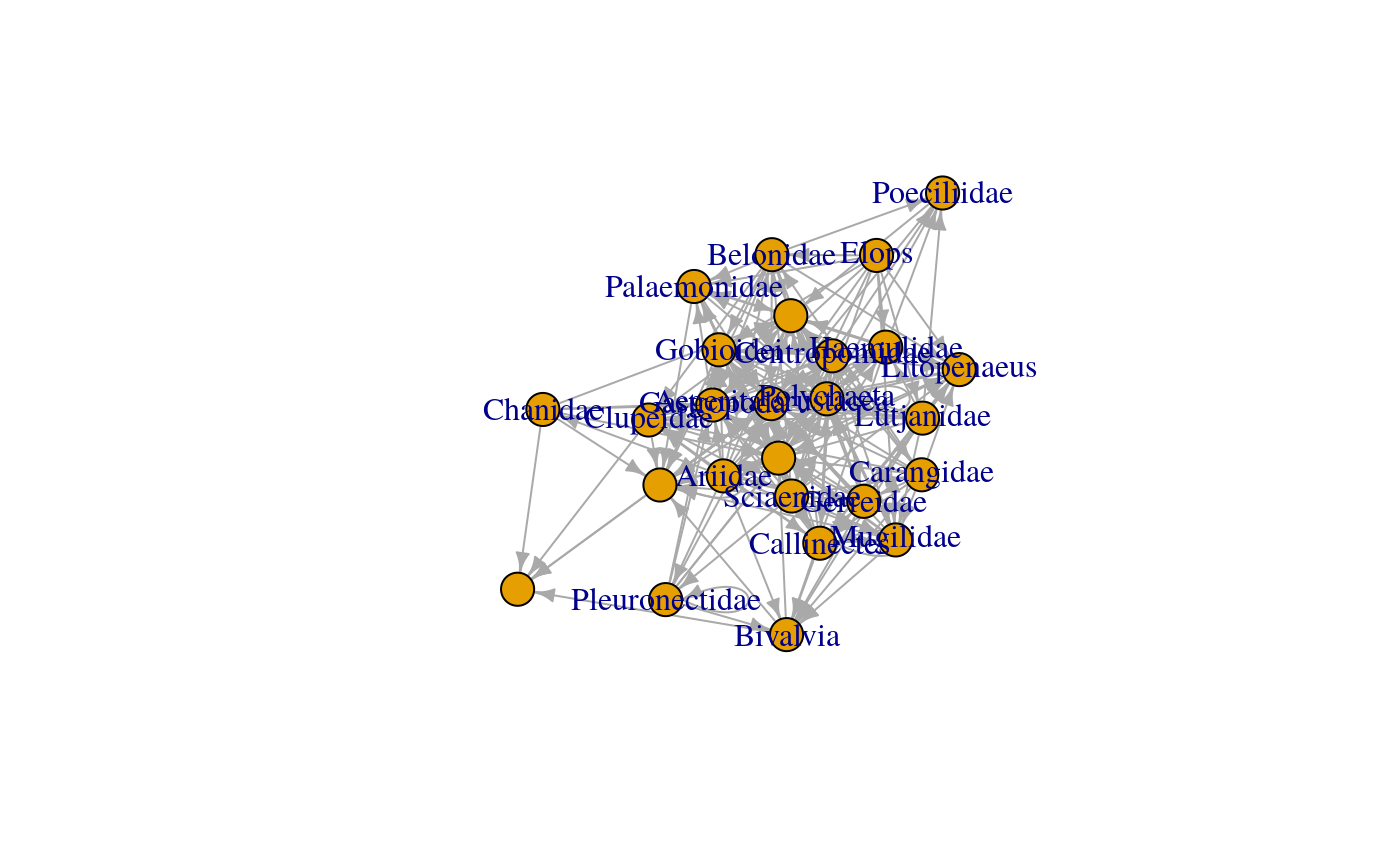 Poeciliidae
Belonidae
Elops
Palaemonidae
Gobioidei
Centropomidae
Haemulidae
Litopenaeus
Polychaeta
Gastropoda
Chanidae
Clupeidae
Lutjanidae
Ariidae
Carangidae
Sciaenidae
Gerreidae
Callinectes
Mugilidae
Pleuronectidae
Bivalvia